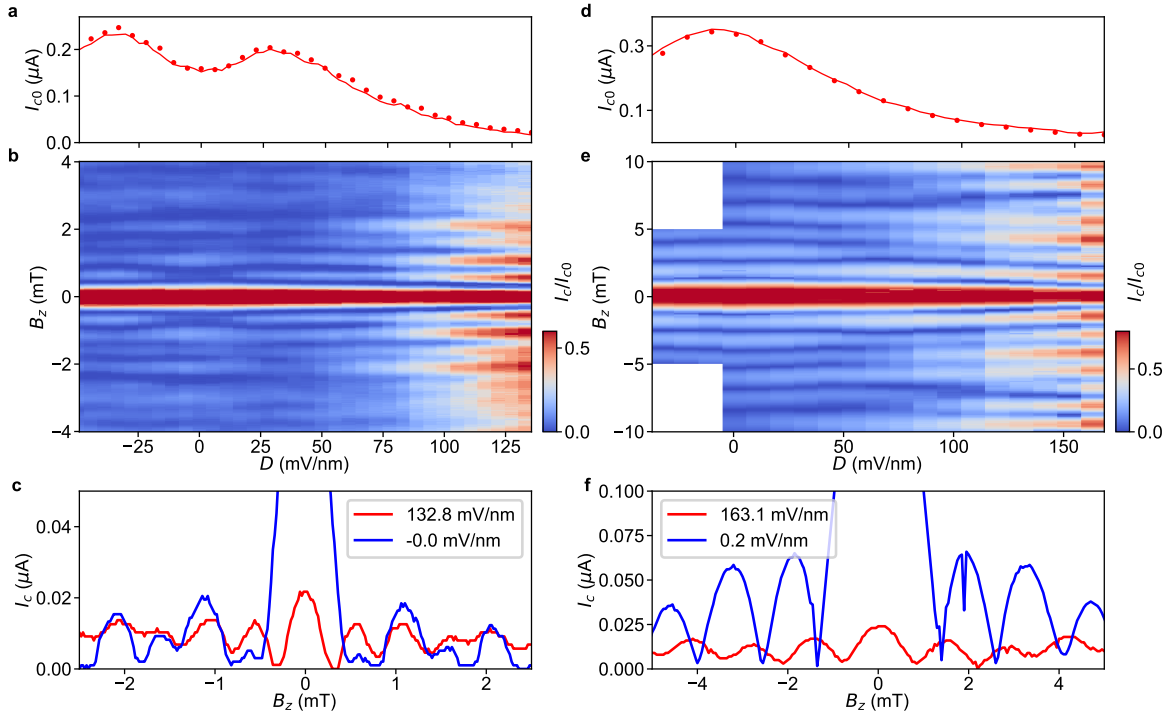 a
d
I_c0 (μA)
0.2
0.1
0.0
I_c0 (μA)
0.3
0.1
b
e
B_z (mT)
4
2
0
−2
−4
−25 0 25 50 75 100 125
D (mV/nm)
I_c/I_c0
0.5
0.0
B_z (mT)
10
5
0
−5
−10
0 50 100 150
D (mV/nm)
I_c/I_c0
0.5
0.0
c
I_c (μA)
0.04
0.02
0.00
132.8 mV/nm
-0.0 mV/nm
−2 −1 0 1 2
B_z (mT)
f
I_c (μA)
0.100
0.075
0.050
0.025
0.000
163.1 mV/nm
0.2 mV/nm
−4 −2 0 2 4
B_z (mT)